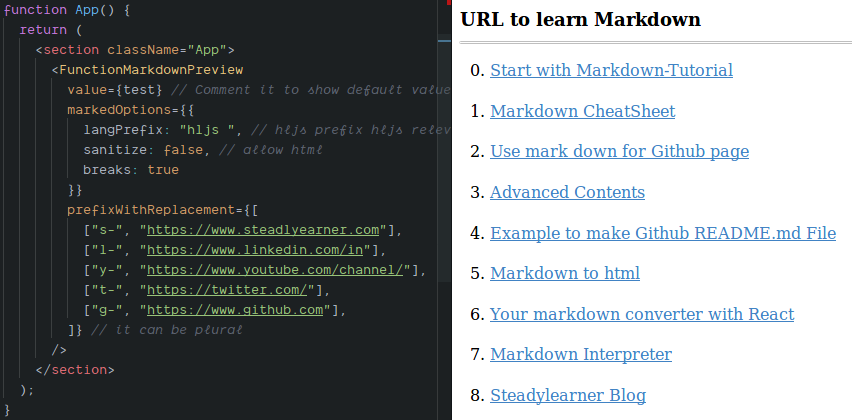 function App() {
return (
<section className="App">
<FunctionMarkdownPreview
value={test} // Comment it to show default value
markedOptions={{
langPrefix: "hljs ", // hljs prefix hljs relev
sanitize: false, // allow html
breaks: true
}}
prefixWithReplacement={[
["s-", "https://www.steadlyearner.com"],
["l-", "https://www.linkedin.com/in"],
["y-", "https://www.youtube.com/channel/"],
["t-", "https://twitter.com/"],
["g-", "https://www.github.com"],
]} // it can be plural
/>
</section>
);
}
URL to learn Markdown
0. Start with Markdown-Tutorial
1. Markdown CheatSheet
2. Use mark down for Github page
3. Advanced Contents
4. Example to make Github README.md File
5. Markdown to html
6. Your markdown converter with React
7. Markdown Interpreter
8. Steadylearner Blog